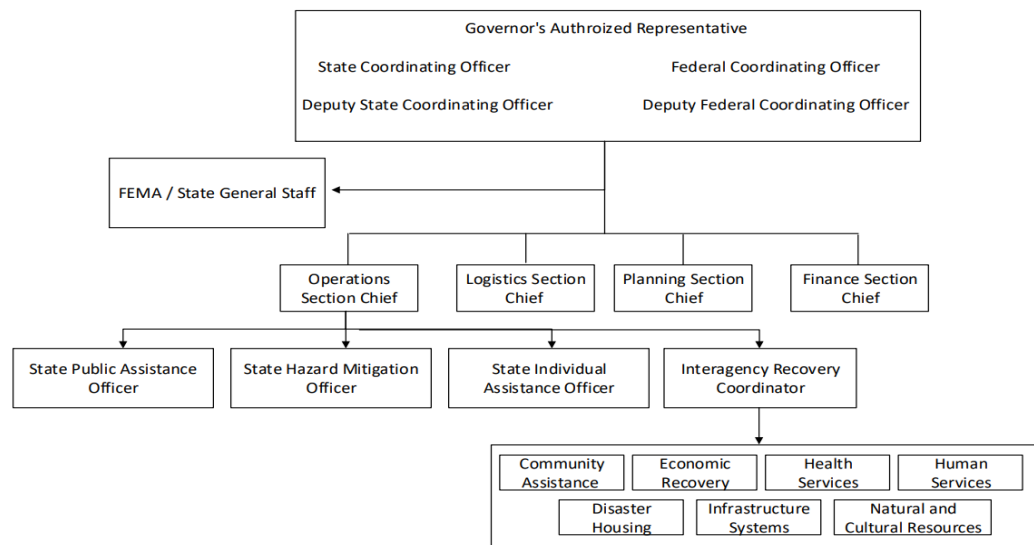 Governor's Authroized Representative
State Coordinating Officer
Federal Coordinating Officer
Deputy State Coordinating Officer
Deputy Federal Coordinating Officer
FEMA / State General Staff
Operations
Section Chief
Logistics Section
Chief
Planning Section
Chief
Finance Section
Chief
State Public Assistance
Officer
State Hazard Mitigation
Officer
State Individual
Assistance Officer
Interagency Recovery
Coordinator
Community
Assistance
Economic
Recovery
Health
Services
Human
Services
Disaster
Housing
Infrastructure
Systems
Natural and
Cultural Resources